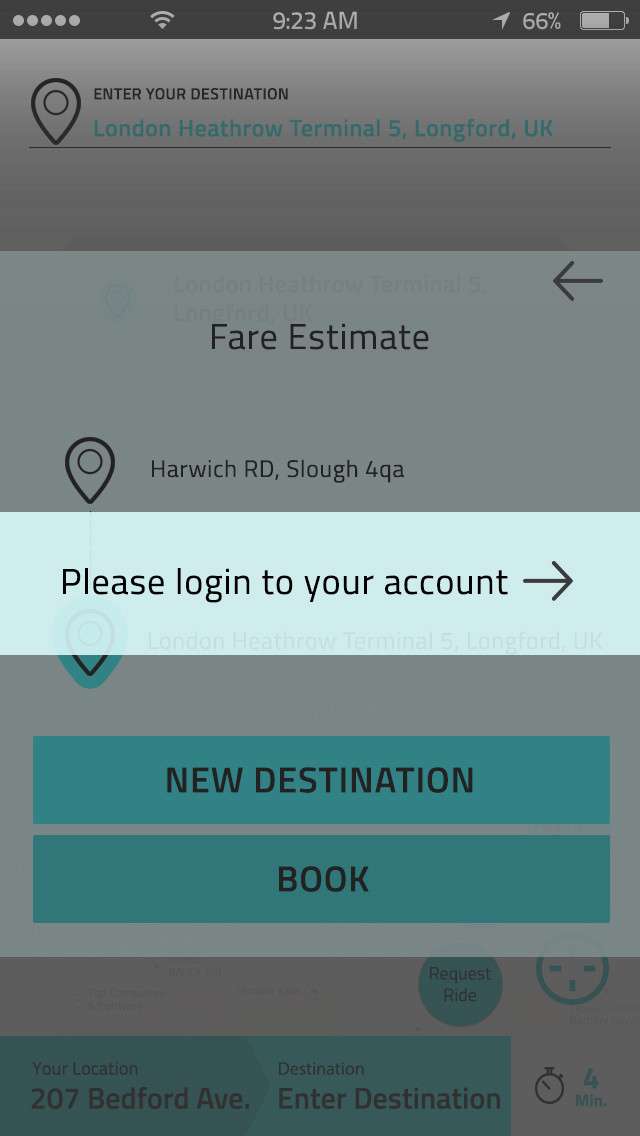 9:23 AM
66%
ENTER YOUR DESTINATION
London Heathrow Terminal 5, Longford, UK
London Heathrow Terminal 5,
Longford, UK
Fare Estimate
Harwich RD, Slough 4qa
Please login to your account
London Heathrow Terminal 5, Longford, UK
NEW DESTINATION
BOOK
Request
Ride
Your Location
207 Bedford Ave.
Destination
Enter Destination
4
Min.